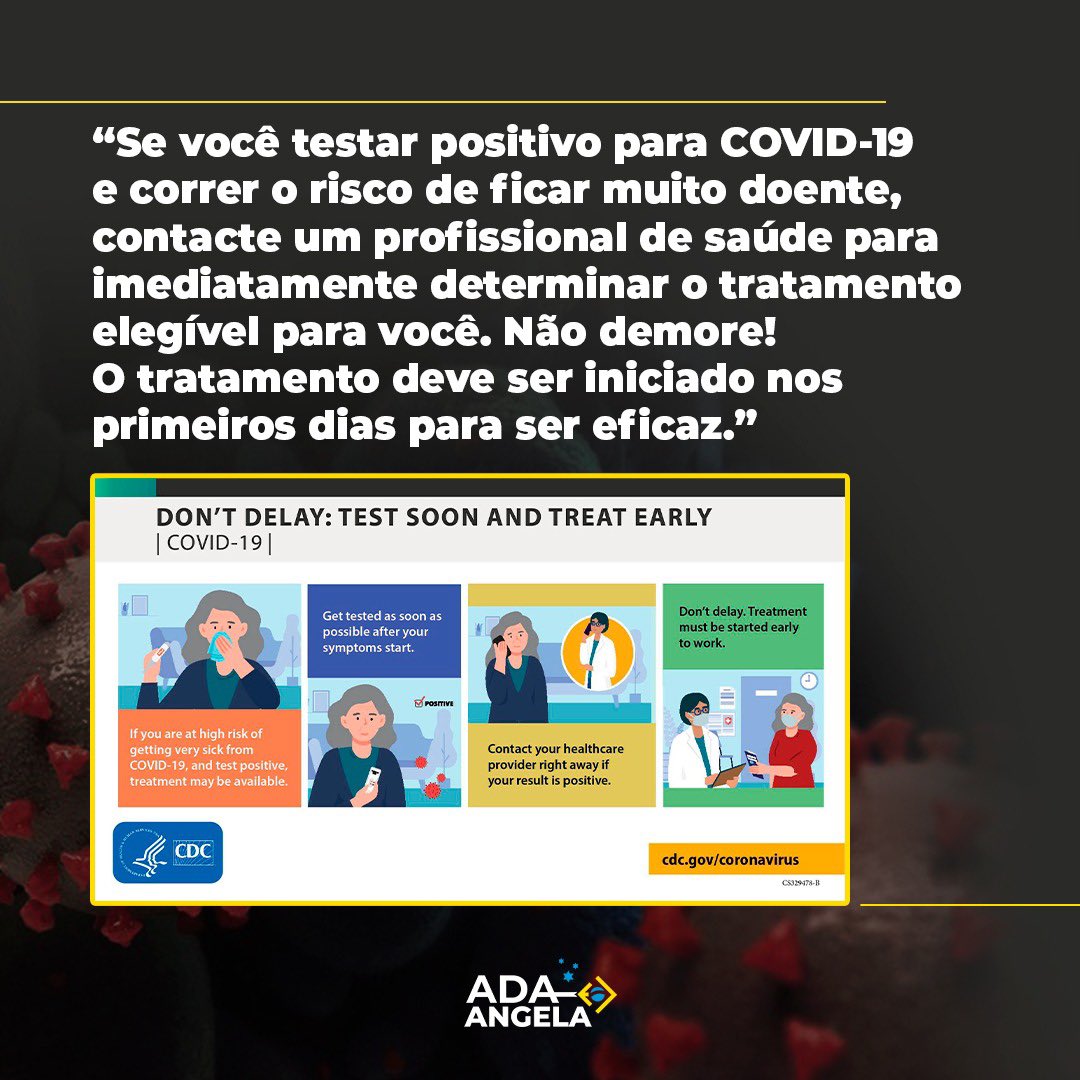 “Se você testar positivo para COVID-19
e correr o risco de ficar muito doente,
contacte um profissional de saúde para
imediatamente determinar o tratamento
elegível para você. Não demore!
O tratamento deve ser iniciado nos
primeiros dias para ser eficaz.”
DON’T DELAY: TEST SOON AND TREAT EARLY
| COVID-19 |
If you are at high risk of
getting very sick from
COVID-19, and test positive,
treatment may be available.
Get tested as soon as
possible after your
symptoms start.
POSITIVE
Contact your healthcare
provider right away if
your result is positive.
Don’t delay. Treatment
must be started early
to work.
CDC
cdc.gov/coronavirus
CS329478-B
ADA
ANGELA